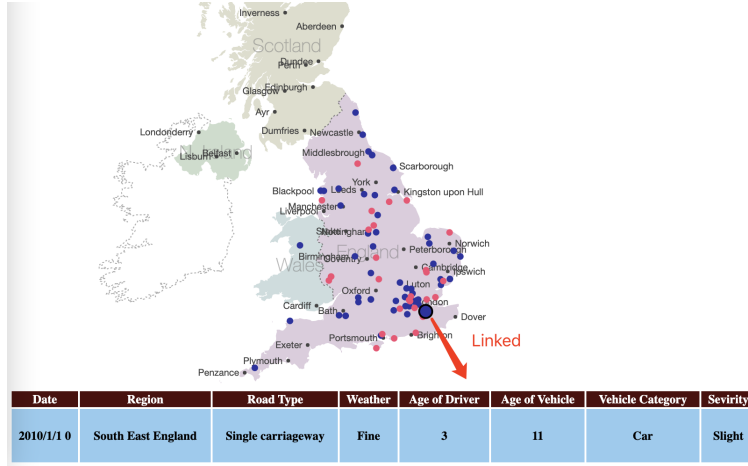 Inverness
Aberdeen
Scotland
Dundee
Perth
Edinburgh
Glasgow
Ayr
Londonderry
Dumfries
Newcastle
Belfast
Lisburn
Middlesbrough
Scarborough
York
Blackpool
Leeds
Kingston upon Hull
Manchester
Liverpool
Nottingham
Norwich
England
Peterborough
Birmingham
Coventry
Wales
Cambridge
Ipswich
Oxford
Luton
Cardiff
Bath
London
Dover
Portsmouth
Brighton
Linked
Exeter
Plymouth
Penzance
Date Region Road Type Weather Age of Driver Age of Vehicle Vehicle Category Sevirity
2010/1/1 0 South East England Single carriageway Fine 3 11 Car Slight